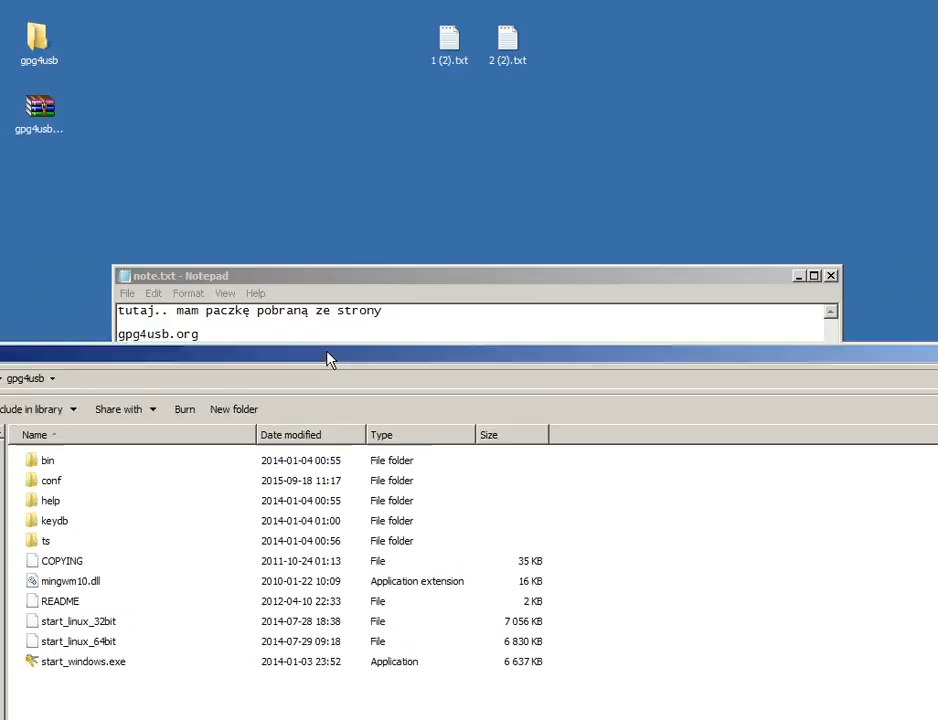 gpg4usb
1 (2).txt
2 (2).txt
gpg4usb...
note.txt - Notepad
File Edit Format View Help
tutaj.. mam paczkę pobraną ze strony
gpg4usb.org
gpg4usb
clude in library Share with Burn New folder
Name Date modified Type Size
bin 2014-01-04 00:55 File folder
conf 2015-09-18 11:17 File folder
help 2014-01-04 00:55 File folder
keydb 2014-01-04 01:00 File folder
ts 2014-01-04 00:56 File folder
COPYING 2011-10-24 01:13 File 35 KB
mingwm10.dll 2010-01-22 10:09 Application extension 16 KB
README 2012-04-10 22:33 File 2 KB
start_linux_32bit 2014-07-28 18:38 File 7 056 KB
start_linux_64bit 2014-07-29 09:18 File 6 830 KB
start_windows.exe 2014-01-03 23:52 Application 6 637 KB